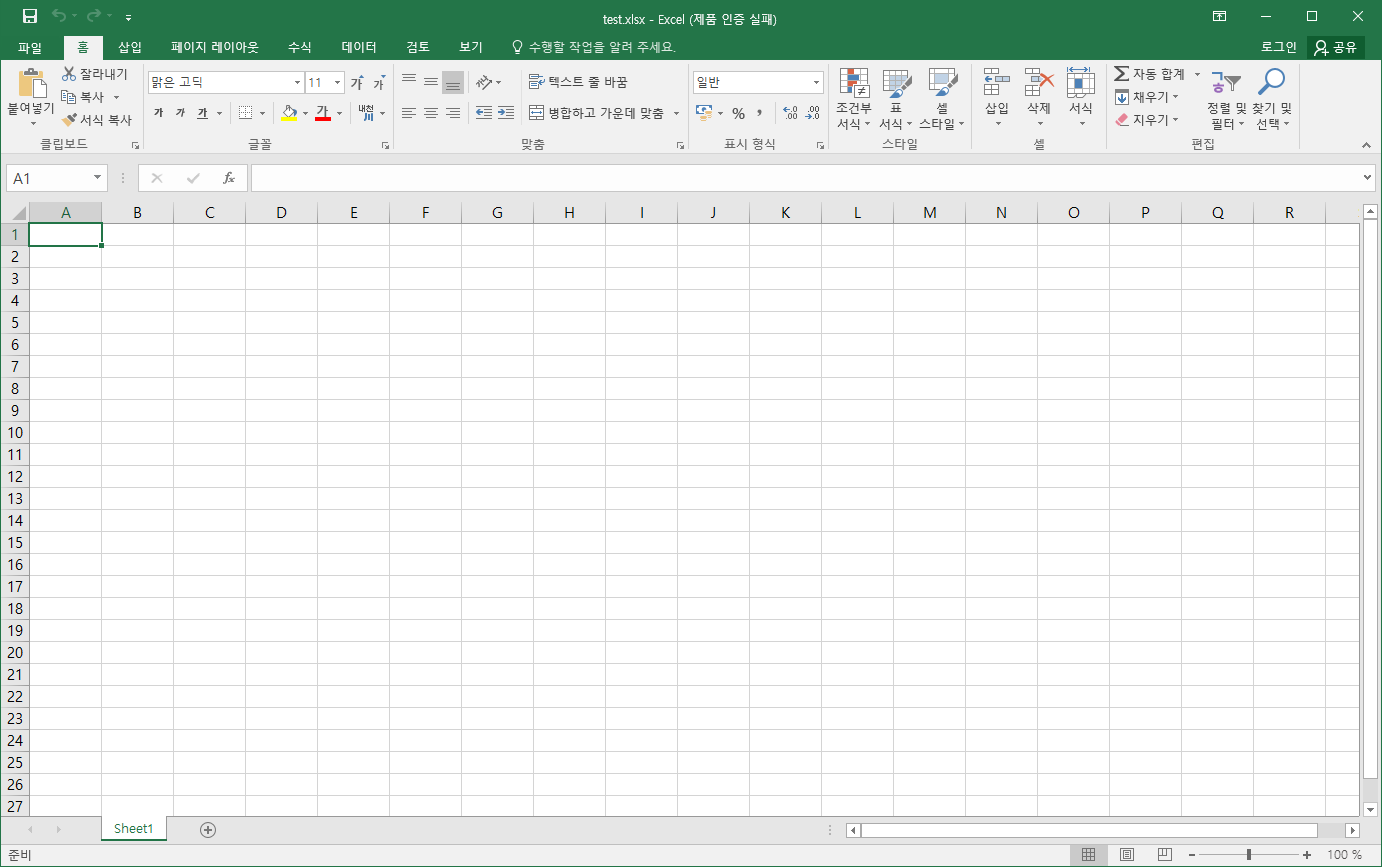 test.xlsx - Excel (제품 인증 실패)
파일 홈 삽입 페이지 레이아웃 수식 데이터 검토 보기 수행할 작업을 알려 주세요. 로그인 공유
붙여넣기
잘라내기
복사
서식 복사
클립보드
맑은 고딕 11 가 가
가 가 가 가 내천 川
글꼴
텍스트 줄 바꿈
병합하고 가운데 맞춤
맞춤
일반
% , .00 .0 .00
표시 형식
조건부 서식
표 서식
셀 스타일
스타일
삽입 삭제 서식
셀
자동 합계
채우기
지우기
정렬 및 필터
찾기 및 선택
편집
A1 fx
A B C D E F G H I J K L M N O P Q R
1
2
3
4
5
6
7
8
9
10
11
12
13
14
15
16
17
18
19
20
21
22
23
24
25
26
27
Sheet1
준비 100 %